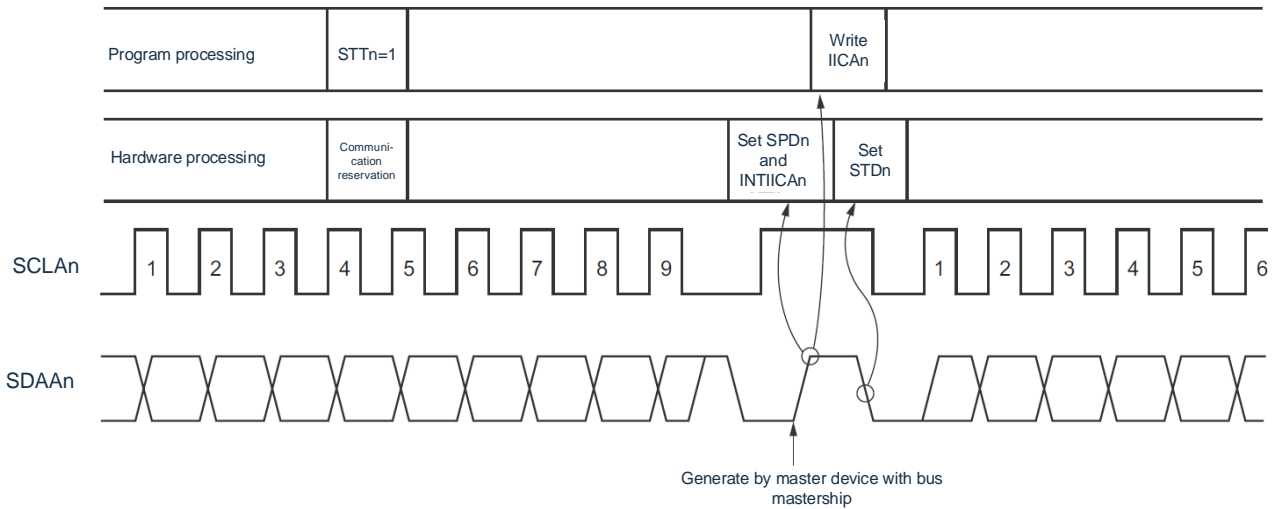 Program processing
STTn=1
Write
IICAn
Hardware processing
Communi-
cation
reservation
Set SPDn
and
INTIICAn
Set
STDn
SCLAn
1 2 3 4 5 6 7 8 9 1 2 3 4 5 6
SDAAn
Generate by master device with bus
mastership